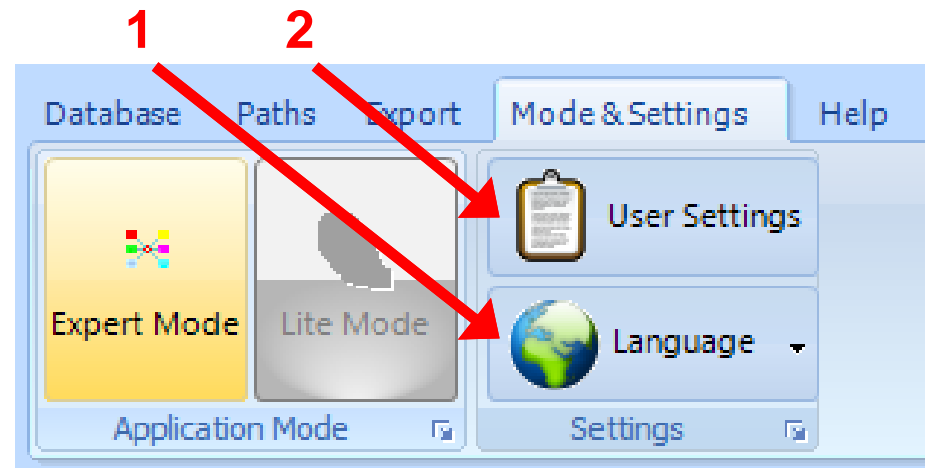 1 2
Database Paths Export Mode & Settings Help
User Settings
Expert Mode Lite Mode Language
Application Mode Settings